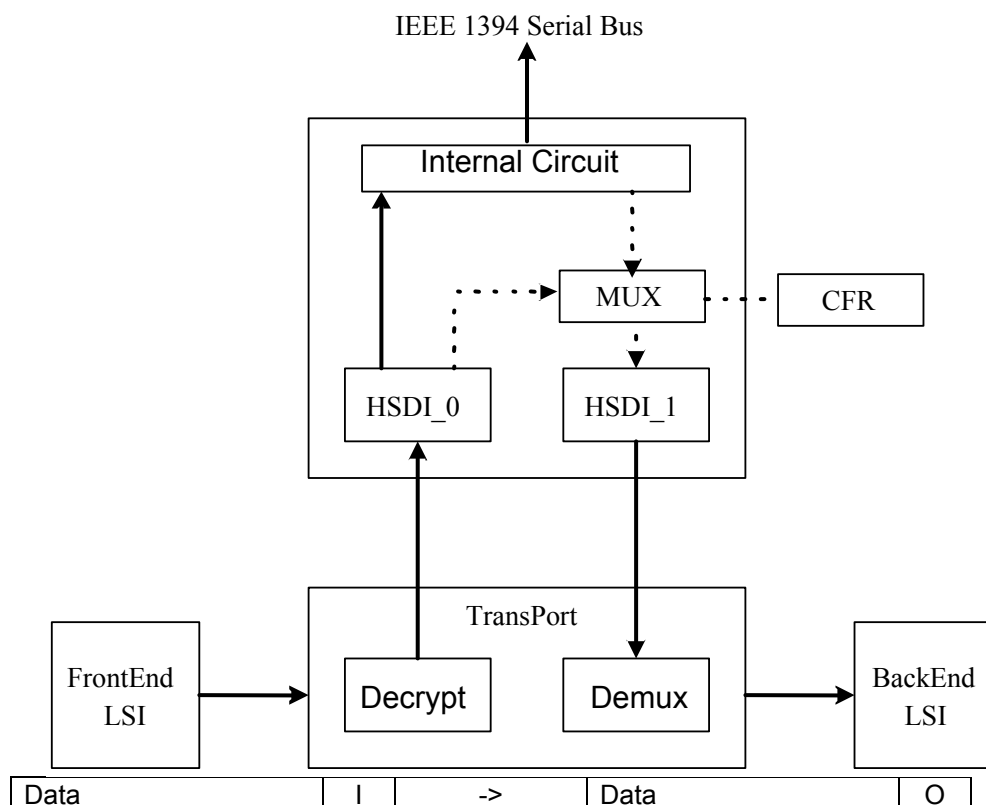 IEEE 1394 Serial Bus
Internal Circuit
MUX
CFR
HSDI_0
HSDI_1
TransPort
FrontEnd
LSI
Decrypt
Demux
BackEnd
LSI
Data I -> Data O